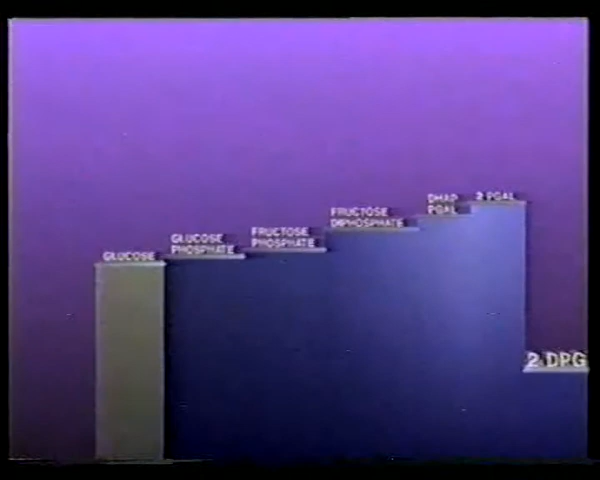 GLUCOSE
GLUCOSE
PHOSPHATE
FRUCTOSE
PHOSPHATE
FRUCTOSE
DIPHOSPHATE
DHAP
PGAL
2 PGAL
2 DPG